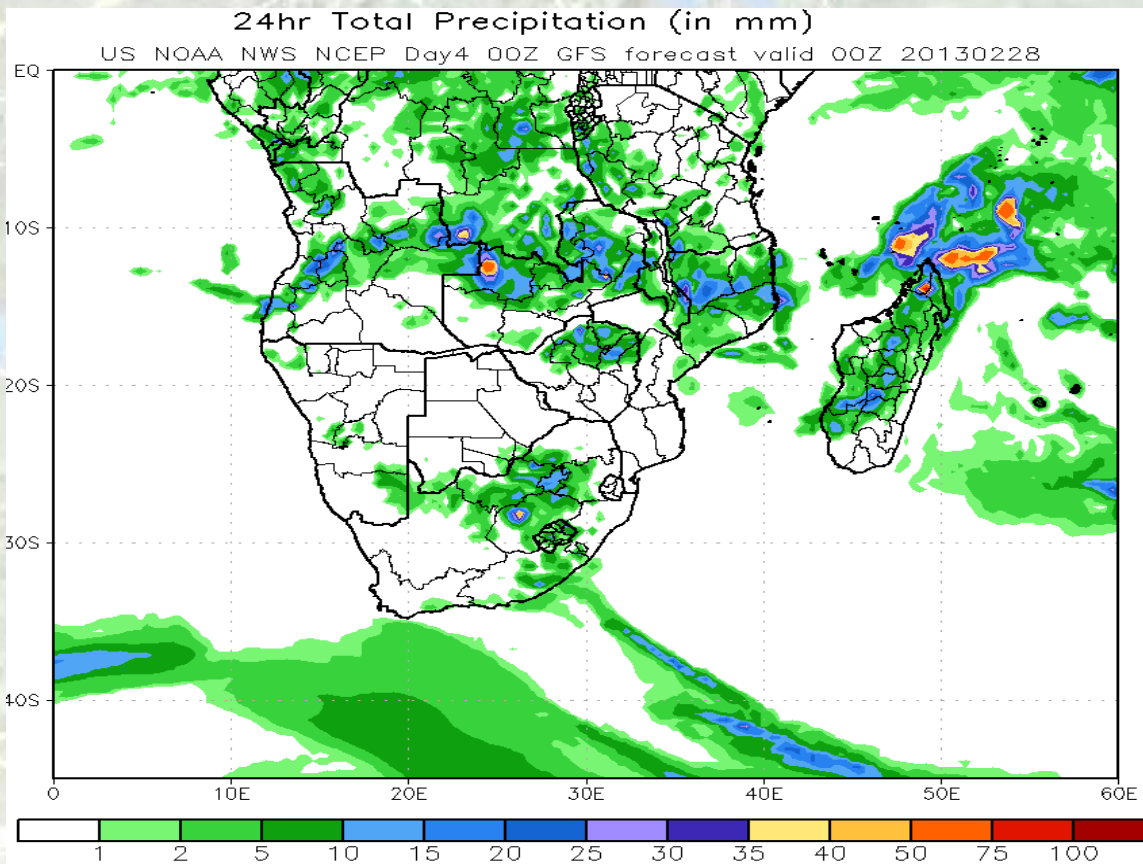 24hr Total Precipitation (in mm)
US NOAA NWS NCEP Day4 00Z GFS forecast valid 00Z 20130228
EQ
10S
20S
30S
40S
0 10E 20E 30E 40E 50E 60E
1 2 5 10 15 20 25 30 35 40 50 75 100